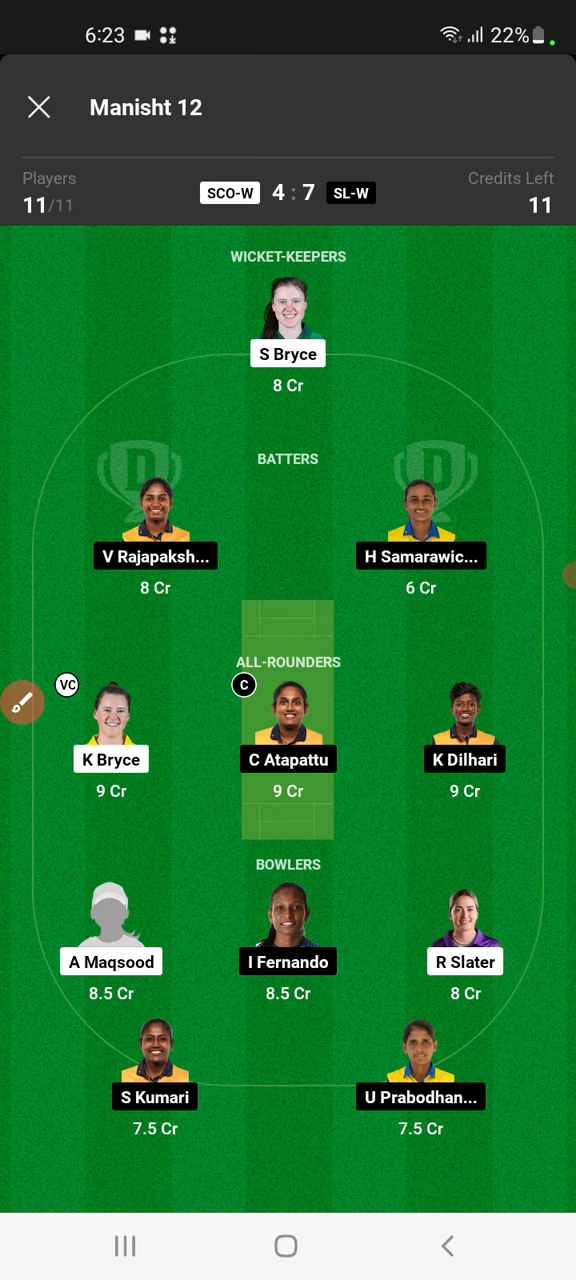 6:23 22%
Manisht 12
Players
Credits Left
11/11
SCO-W 4 : 7 SL-W
11
WICKET-KEEPERS
S Bryce
8 Cr
BATTERS
V Rajapaksh... H Samarawic...
8 Cr 6 Cr
ALL-ROUNDERS
VC C
K Bryce C Atapattu K Dilhari
9 Cr 9 Cr 9 Cr
BOWLERS
A Maqsood I Fernando R Slater
8.5 Cr 8.5 Cr 8 Cr
S Kumari U Prabodhan...
7.5 Cr 7.5 Cr